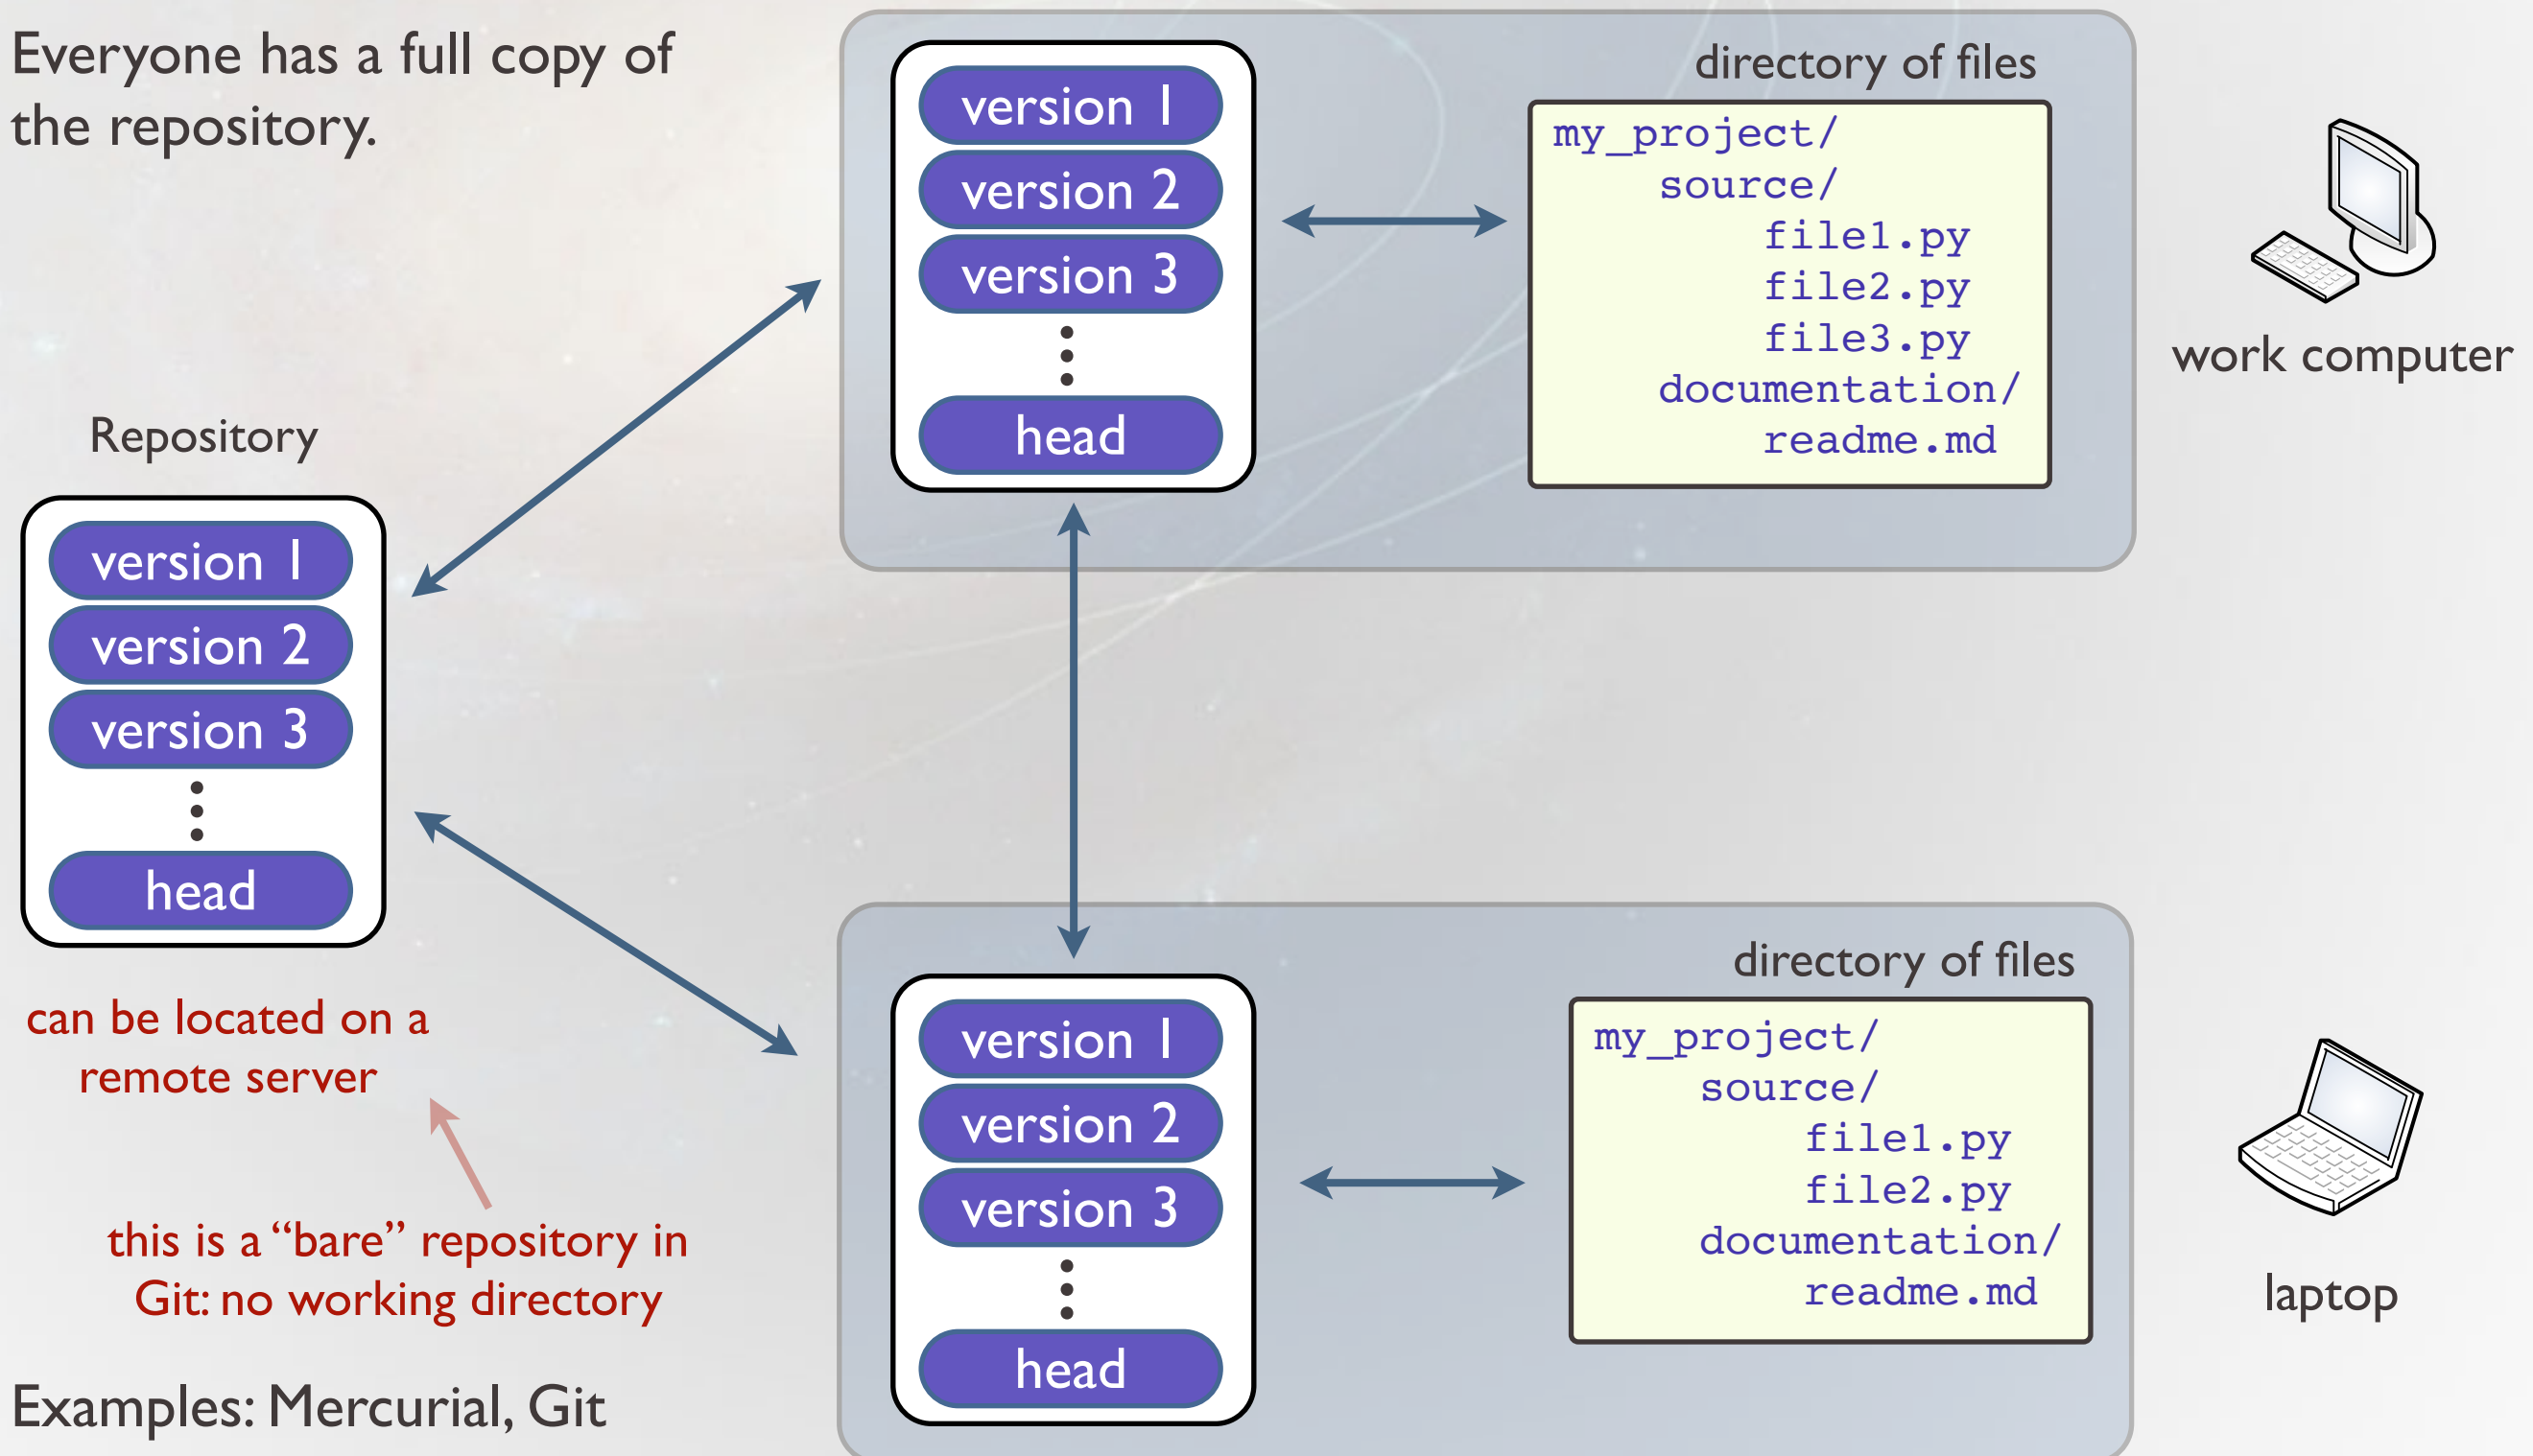 Everyone has a full copy of
the repository.
Repository
version 1
version 2
version 3
head
can be located on a
remote server
this is a “bare” repository in
Git: no working directory
Examples: Mercurial, Git
version 1
version 2
version 3
head
directory of files
my_project/
source/
file1.py
file2.py
file3.py
documentation/
readme.md
work computer
version 1
version 2
version 3
head
directory of files
my_project/
source/
file1.py
file2.py
documentation/
readme.md
laptop